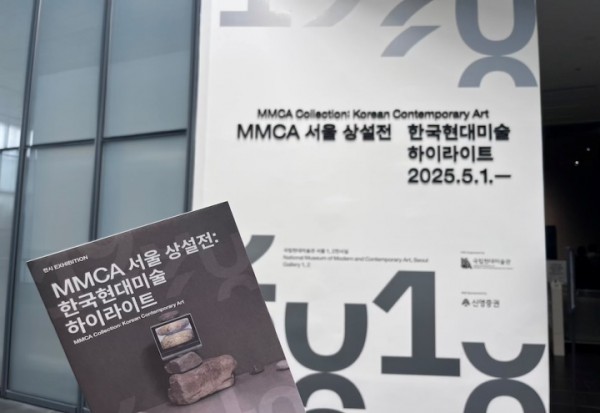 MMCA Collection: Korean Contemporary Art
MMCA 서울 상설전 한국현대미술
하이라이트
2025.5.1.—
국립현대미술관 서울 1, 2전시실
National Museum of Modern and Contemporary Art, Seoul
Gallery 1, 2
국립현대미술관
신영증권
전시 EXHIBITION
MMCA 서울 상설전:
한국현대미술
하이라이트
MMCA Collection: Korean Contemporary Art